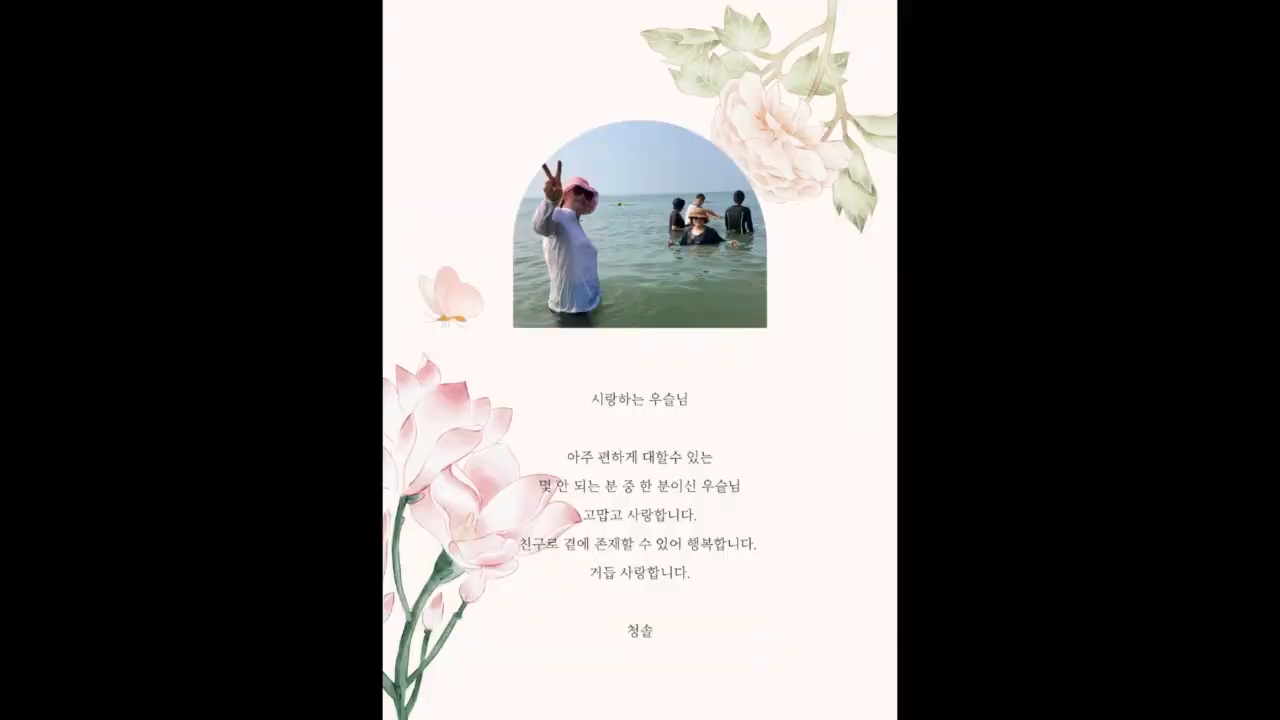 시랑하는 우슬님
아주 편하게 대할수 있는
몇 안 되는 분 중 한 분이신 우슬님
고맙고 사랑합니다.
친구로 곁에 존재할 수 있어 행복합니다.
거듭 사랑합니다.
청솔